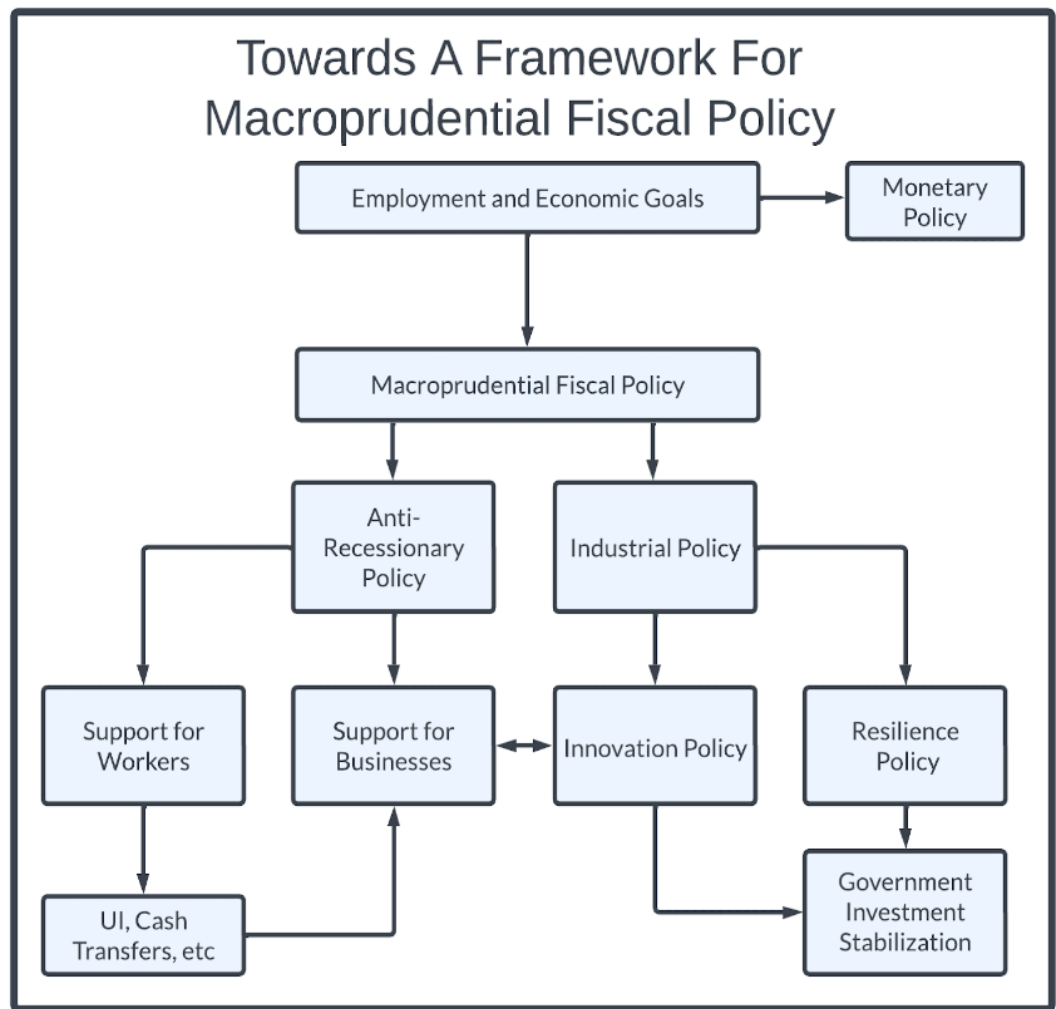 Towards A Framework For
Macroprudential Fiscal Policy
Employment and Economic Goals
Monetary
Policy
Macroprudential Fiscal Policy
Anti-
Recessionary
Policy
Industrial Policy
Support for
Workers
Support for
Businesses
Innovation Policy
Resilience
Policy
UI, Cash
Transfers, etc
Government
Investment
Stabilization